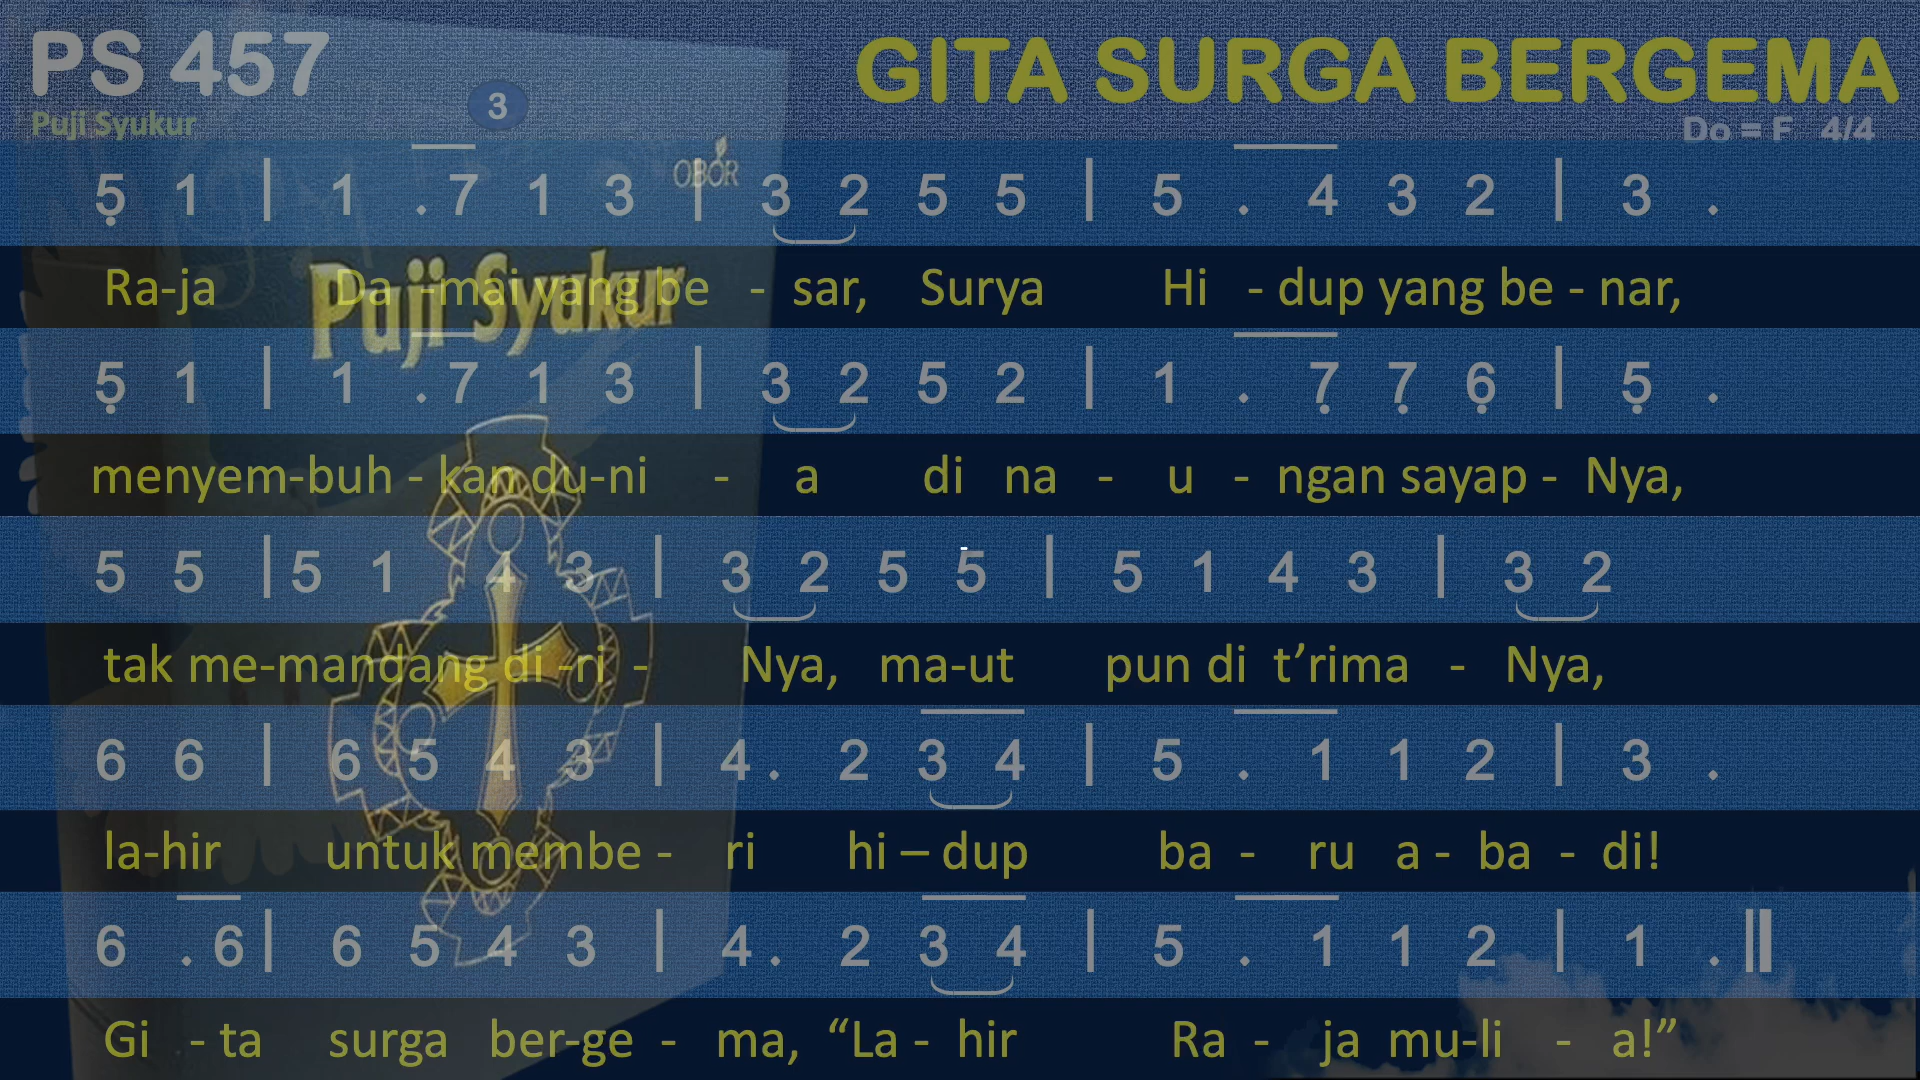 PS 457
GITA SURGA BERGEMA
3
Puji Syukur
Do = F 4/4
OBOR
5̣ 1 | 1 . 7 1 3 | 3 2 5 5 | 5 . 4 3 2 | 3 .
Puji Syukur
Ra-ja Da -mai yang be - sar, Surya Hi - dup yang be - nar,
5̣ 1 | 1 . 7 1 3 | 3 2 5 2 | 1 . 7̣ 7̣ 6̣ | 5̣ .
menyem-buh - kan du-ni - a di na - u - ngan sayap - Nya,
5 5 | 5 1 4 3 | 3 2 5 5 | 5 1 4 3 | 3 2
tak me-mandang di -ri - Nya, ma-ut pun di t’rima - Nya,
6 6 | 6 5 4 3 | 4 . 2 3 4 | 5 . 1 1 2 | 3 .
la-hir untuk membe - ri hi – dup ba - ru a - ba - di!
6 . 6 | 6 5 4 3 | 4 . 2 3 4 | 5 . 1 1 2 | 1 . ||
Gi - ta surga ber-ge - ma, “La - hir Ra - ja mu-li - a!”